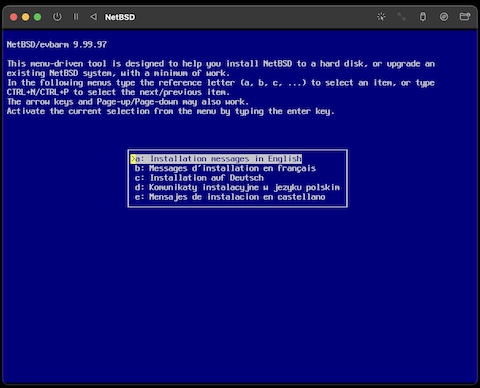 NetBSD
NetBSD/evbarm 9.99.97
This menu-driven tool is designed to help you install NetBSD to a hard disk, or upgrade an
existing NetBSD system, with a minimum of work.
In the following menus type the reference letter (a, b, c, ...) to select an item, or type
CTRL+N/CTRL+P to select the next/previous item.
The arrow keys and Page-up/Page-down may also work.
Activate the current selection from the menu by typing the enter key.
>a: Installation messages in English
b: Messages d'installation en français
c: Installation auf Deutsch
d: Komunikaty instalacyjne w jezyku polskim
e: Mensajes de instalacion en castellano